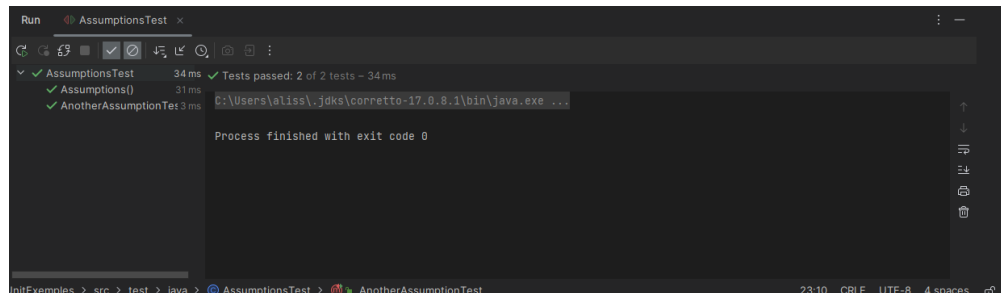 Run AssumptionsTest ×
AssumptionsTest 34 ms Tests passed: 2 of 2 tests – 34 ms
Assumptions() 31 ms
AnotherAssumptionTes 3 ms
C:\Users\aliss\.jdks\corretto-17.0.8.1\bin\java.exe ...
Process finished with exit code 0
InitExemples > src > test > java > AssumptionsTest > AnotherAssumptionTest 23:10 CRLF UTF-8 4 spaces